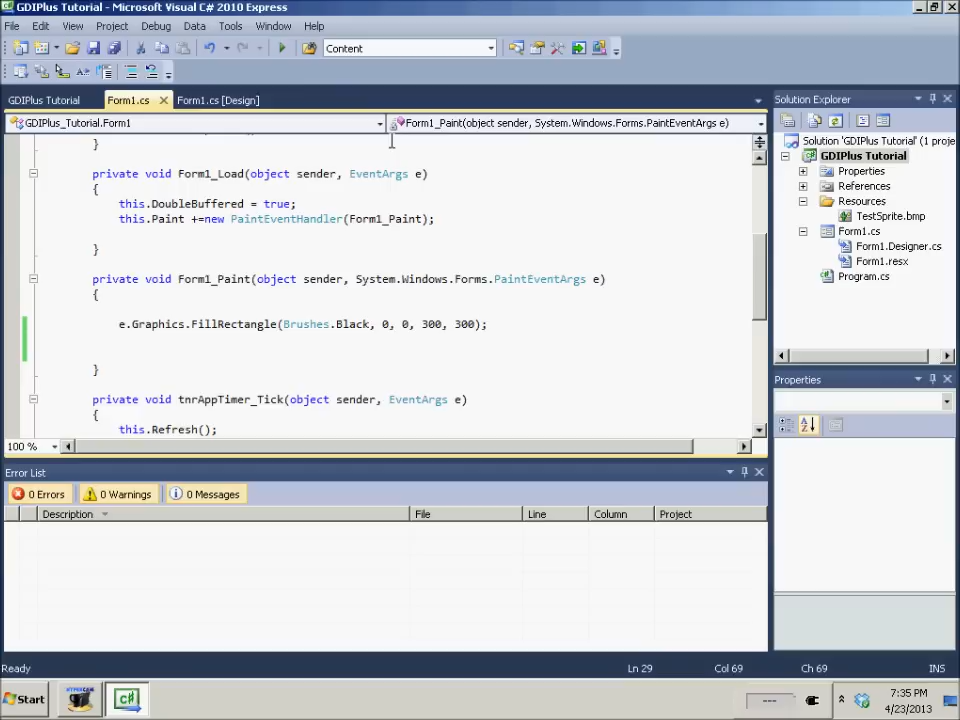 GDIPlus Tutorial - Microsoft Visual C# 2010 Express
File Edit View Project Debug Data Tools Window Help
Content
GDIPlus Tutorial Form1.cs Form1.cs [Design]
GDIPlus_Tutorial.Form1 Form1_Paint(object sender, System.Windows.Forms.PaintEventArgs e)
}
private void Form1_Load(object sender, EventArgs e)
{
this.DoubleBuffered = true;
this.Paint +=new PaintEventHandler(Form1_Paint);
}
private void Form1_Paint(object sender, System.Windows.Forms.PaintEventArgs e)
{
e.Graphics.FillRectangle(Brushes.Black, 0, 0, 300, 300);
}
private void tnrAppTimer_Tick(object sender, EventArgs e)
{
this.Refresh();
100 %
Solution Explorer
Solution 'GDIPlus Tutorial' (1 proje
GDIPlus Tutorial
Properties
References
Resources
TestSprite.bmp
Form1.cs
Form1.Designer.cs
Form1.resx
Program.cs
Properties
Error List
0 Errors 0 Warnings 0 Messages
Description File Line Column Project
Ready Ln 29 Col 69 Ch 69 INS
Start
7:35 PM
4/23/2013